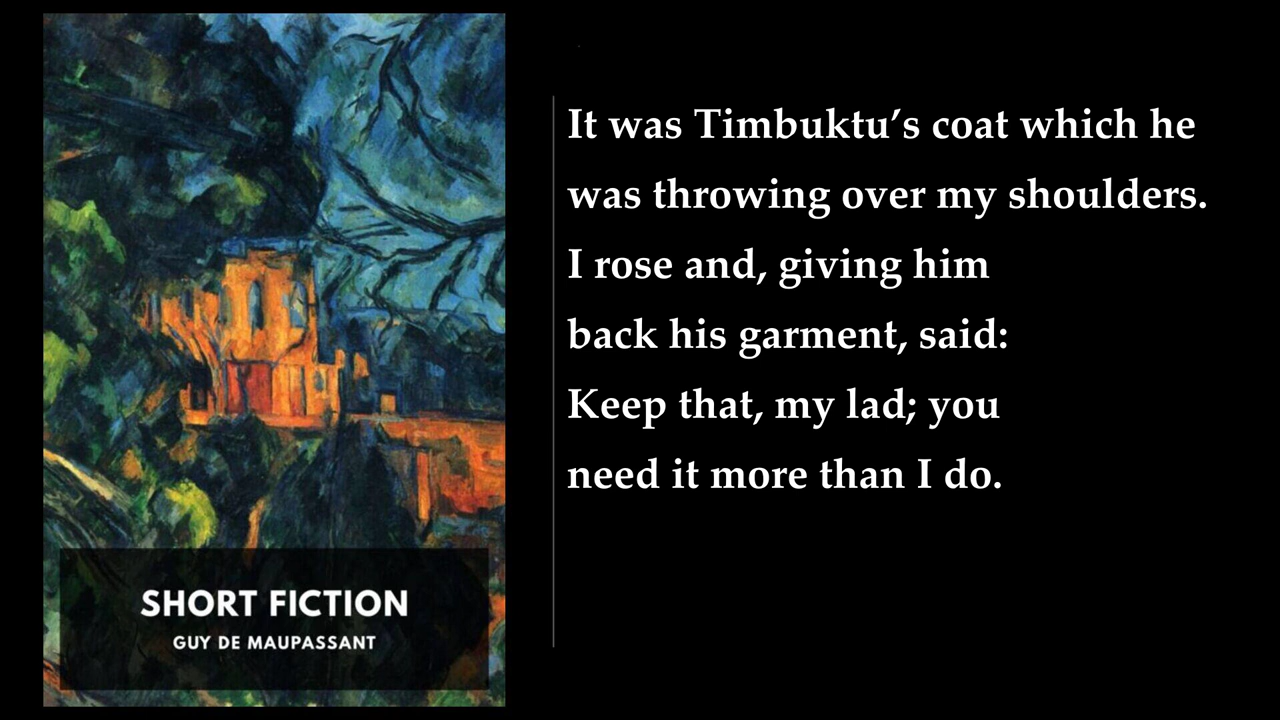 It was Timbuktu’s coat which he
was throwing over my shoulders.
I rose and, giving him
back his garment, said:
Keep that, my lad; you
need it more than I do.
SHORT FICTION
GUY DE MAUPASSANT